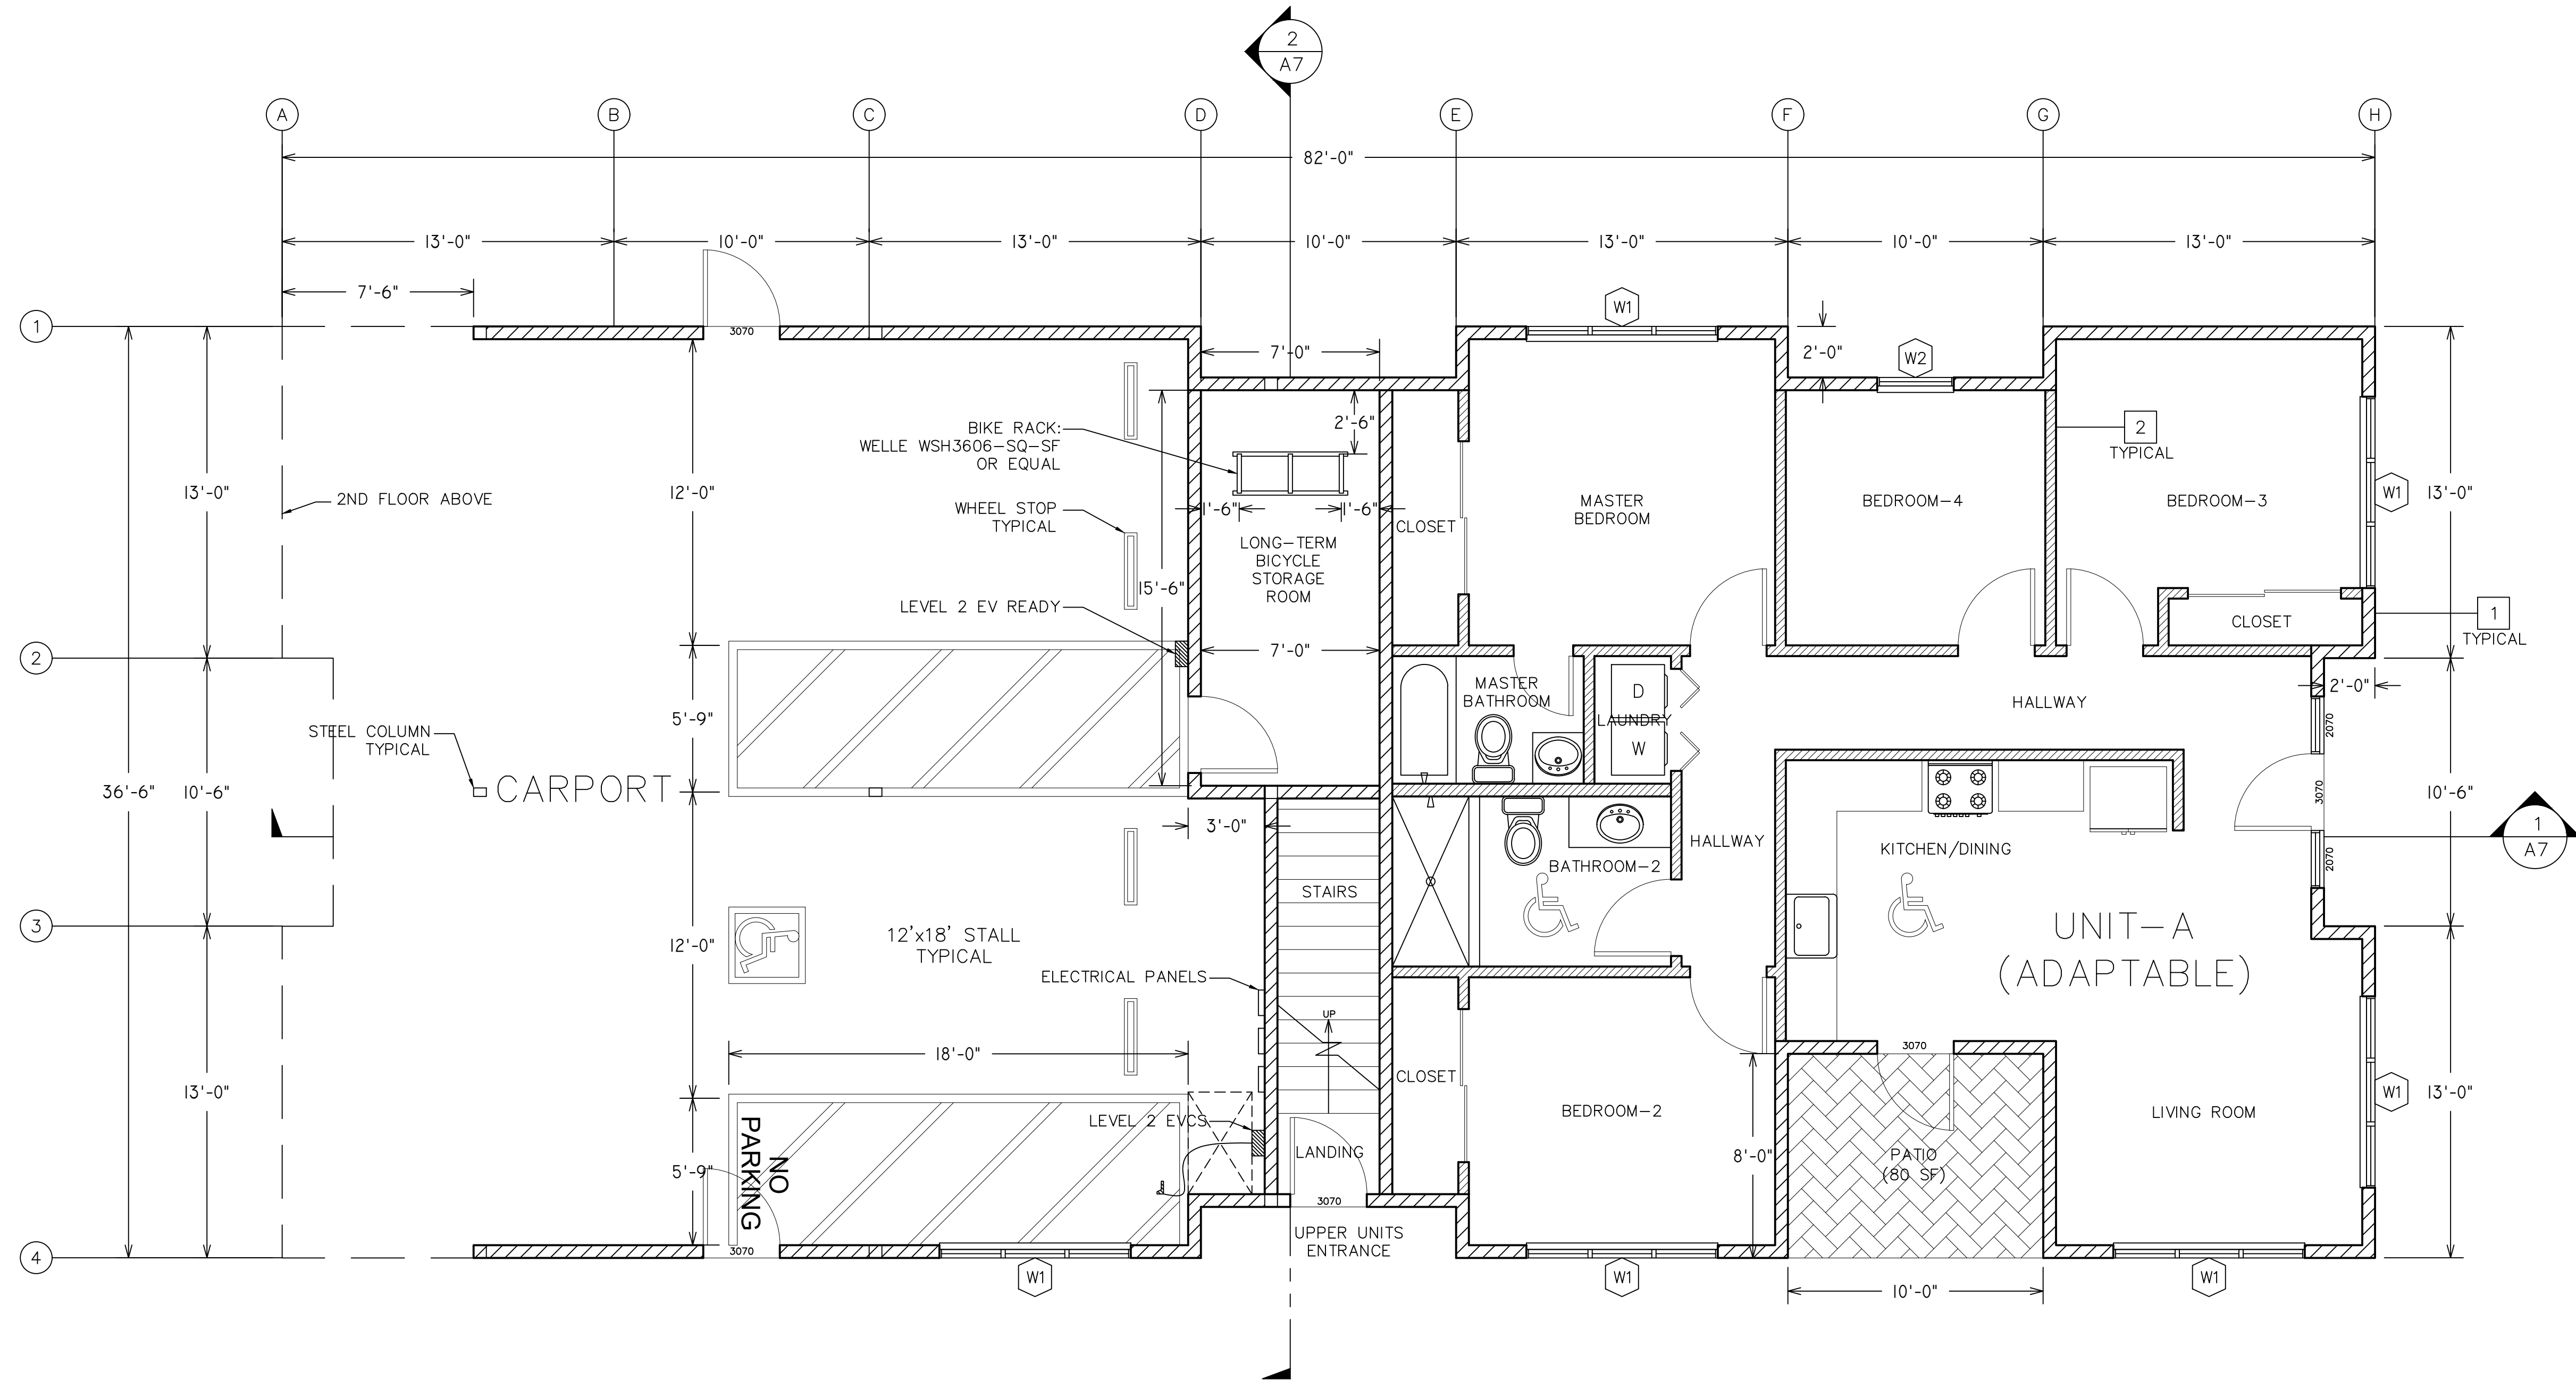 2
A7
A
B
C
D
E
F
G
H
82'-0"
13'-0"
10'-0"
13'-0"
10'-0"
13'-0"
10'-0"
13'-0"
7'-6"
W1
1
3070
7'-0"
2'-0"
W2
2'-6"
BIKE RACK:
WELLE WSH3606-SQ-SF
OR EQUAL
2
TYPICAL
13'-0"
2ND FLOOR ABOVE
12'-0"
WHEEL STOP
TYPICAL
1'-6"
1'-6"
CLOSET
MASTER
BEDROOM
BEDROOM-4
BEDROOM-3
W1
13'-0"
LONG-TERM
BICYCLE
STORAGE
ROOM
15'-6"
LEVEL 2 EV READY
CLOSET
1
TYPICAL
2
7'-0"
MASTER
BATHROOM
D
LAUNDRY
W
HALLWAY
2'-0"
2070
5'-9"
STEEL COLUMN
TYPICAL
36'-6"
10'-6"
CARPORT
3070
10'-6"
3'-0"
HALLWAY
KITCHEN/DINING
2070
1
A7
BATHROOM-2
STAIRS
3
12'-0"
12'x18' STALL
TYPICAL
UNIT-A
(ADAPTABLE)
ELECTRICAL PANELS
UP
18'-0"
3070
13'-0"
CLOSET
BEDROOM-2
LIVING ROOM
W1
13'-0"
LEVEL 2 EVCS
NO
PARKING
5'-9"
LANDING
8'-0"
PATIO
(80 SF)
3070
UPPER UNITS
ENTRANCE
4
3070
W1
W1
W1
10'-0"